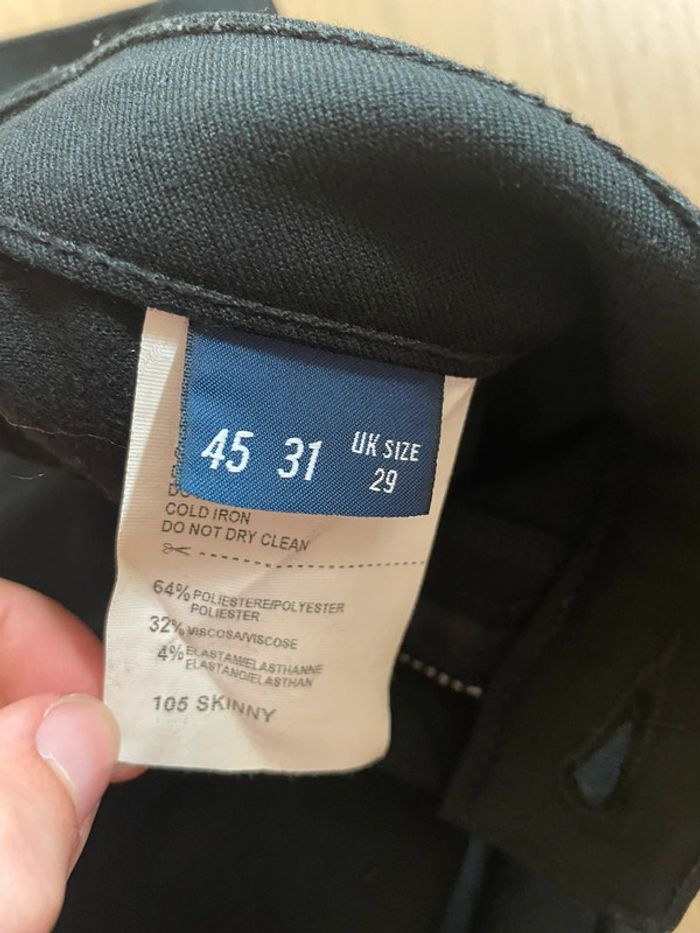 45 31 UK SIZE
29
COLD IRON
DO NOT DRY CLEAN
64% POLIESTERE/POLYESTER
POLIESTER
32% VISCOSA/VISCOSE
4% ELASTAM/ELASTHANNE
ELASTANO/ELASTHAN
105 SKINNY